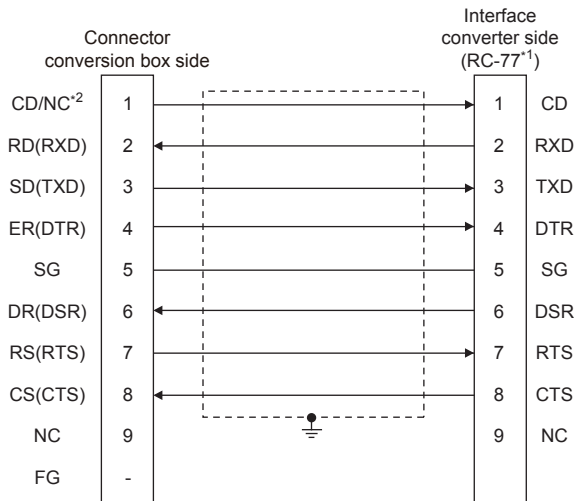 Connector
conversion box side
Interface
converter side
(RC-77*1)
CD/NC*2 1 1 CD
RD(RXD) 2 2 RXD
SD(TXD) 3 3 TXD
ER(DTR) 4 4 DTR
SG 5 5 SG
DR(DSR) 6 6 DSR
RS(RTS) 7 7 RTS
CS(CTS) 8 8 CTS
NC 9 9 NC
FG -